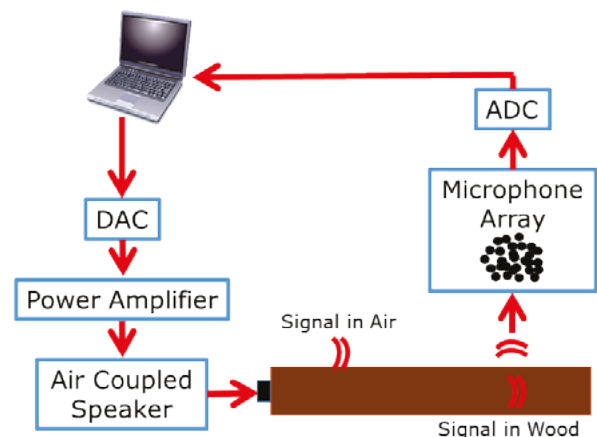 DAC
Power Amplifier
Air Coupled
Speaker
Signal in Air
Signal in Wood
Microphone
Array
ADC